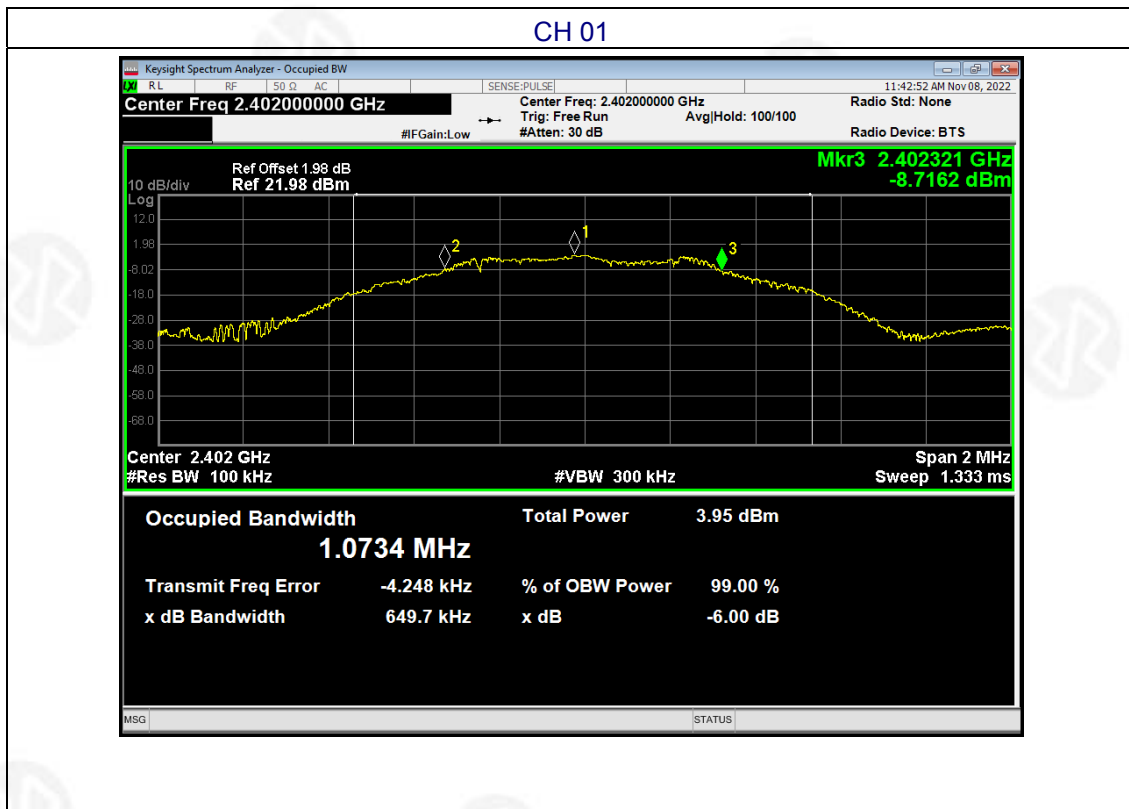 CH 01
Keysight Spectrum Analyzer - Occupied BW
LXI RL RF 50 Ω AC SENSE:PULSE 11:42:52 AM Nov 08, 2022
Center Freq 2.402000000 GHz Center Freq: 2.402000000 GHz Radio Std: None
Trig: Free Run Avg|Hold: 100/100
#IFGain:Low #Atten: 30 dB Radio Device: BTS
Mkr3 2.402321 GHz
Ref Offset 1.98 dB
10 dB/div Ref 21.98 dBm -8.7162 dBm
Log
12.0
1.98
-8.02
-18.0
-28.0
-38.0
-48.0
-58.0
-68.0
2
1
3
Center 2.402 GHz Span 2 MHz
#Res BW 100 kHz #VBW 300 kHz Sweep 1.333 ms
Occupied Bandwidth Total Power 3.95 dBm
1.0734 MHz
Transmit Freq Error -4.248 kHz % of OBW Power 99.00 %
x dB Bandwidth 649.7 kHz x dB -6.00 dB
MSG STATUS